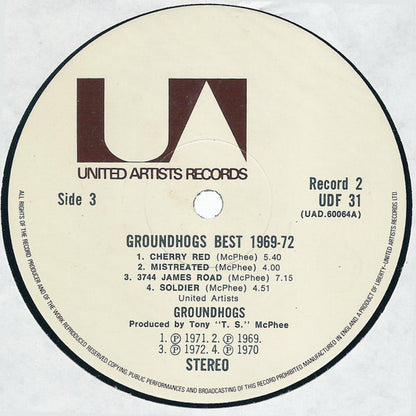 UA
UNITED ARTISTS RECORDS
Side 3
Record 2
UDF 31
(UAD.60064A)
GROUNDHOGS BEST 1969-72
1. CHERRY RED (McPhee) 5.40
2. MISTREATED (McPhee) 4.00
3. 3744 JAMES ROAD (McPhee) 7.15
4. SOLDIER (McPhee) 4.51
United Artists
GROUNDHOGS
Produced by Tony "T. S." McPhee
1. Ⓟ 1971. 2. Ⓟ 1969.
3. Ⓟ 1972. 4. Ⓟ 1970
STEREO
ALL RIGHTS OF THE RECORD PRODUCER AND OF THE WORK REPRODUCED RESERVED. COPYING, PUBLIC PERFORMANCES AND BROADCASTING OF THIS RECORD PROHIBITED. MANUFACTURED IN ENGLAND. A PRODUCT OF LIBERTY-UNITED ARTISTS RECORDS LTD.